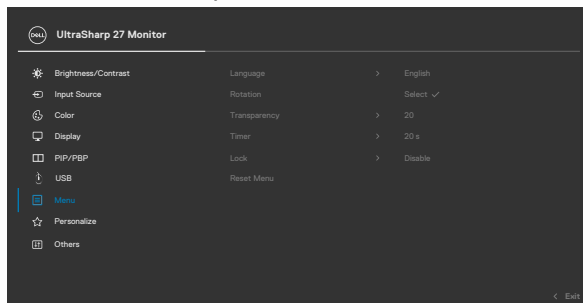 DELL UltraSharp 27 Monitor
Brightness/Contrast Language > English
Input Source Rotation Select ✓
Color Transparency > 20
Display Timer > 20 s
PIP/PBP Lock > Disable
USB Reset Menu
Menu
Personalize
Others
< Exit